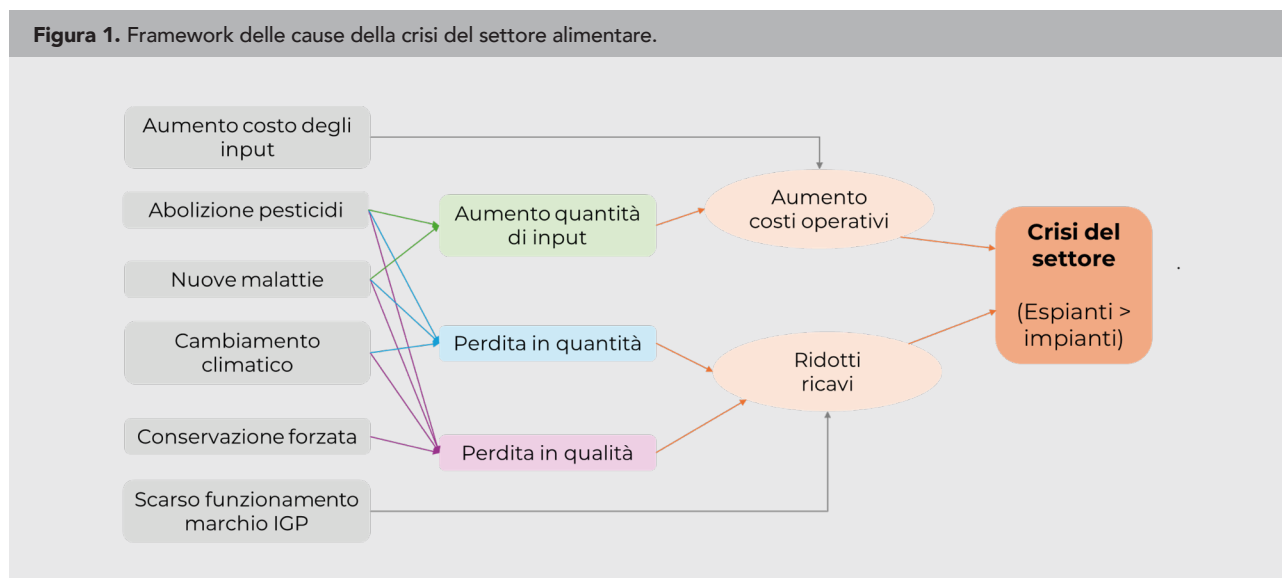 Figura 1. Framework delle cause della crisi del settore alimentare.
Aumento costo degli
input
Abolizione pesticidi
Nuove malattie
Cambiamento
climatico
Conservazione forzata
Scarso funzionamento
marchio IGP
Aumento quantità
di input
Perdita in quantità
Perdita in qualità
Aumento
costi operativi
Ridotti
ricavi
Crisi del
settore
(Espianti >
impianti)
.